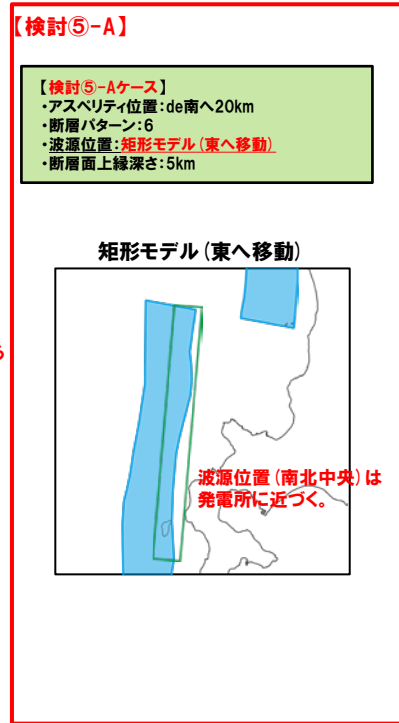 【検討⑤-A】
【検討⑤-Aケース】
・アスペリティ位置:de南へ20km
・断層パターン:6
・波源位置:矩形モデル(東へ移動)
・断層面上縁深さ:5km
矩形モデル(東へ移動)
波源位置(南北中央)は
発電所に近づく。